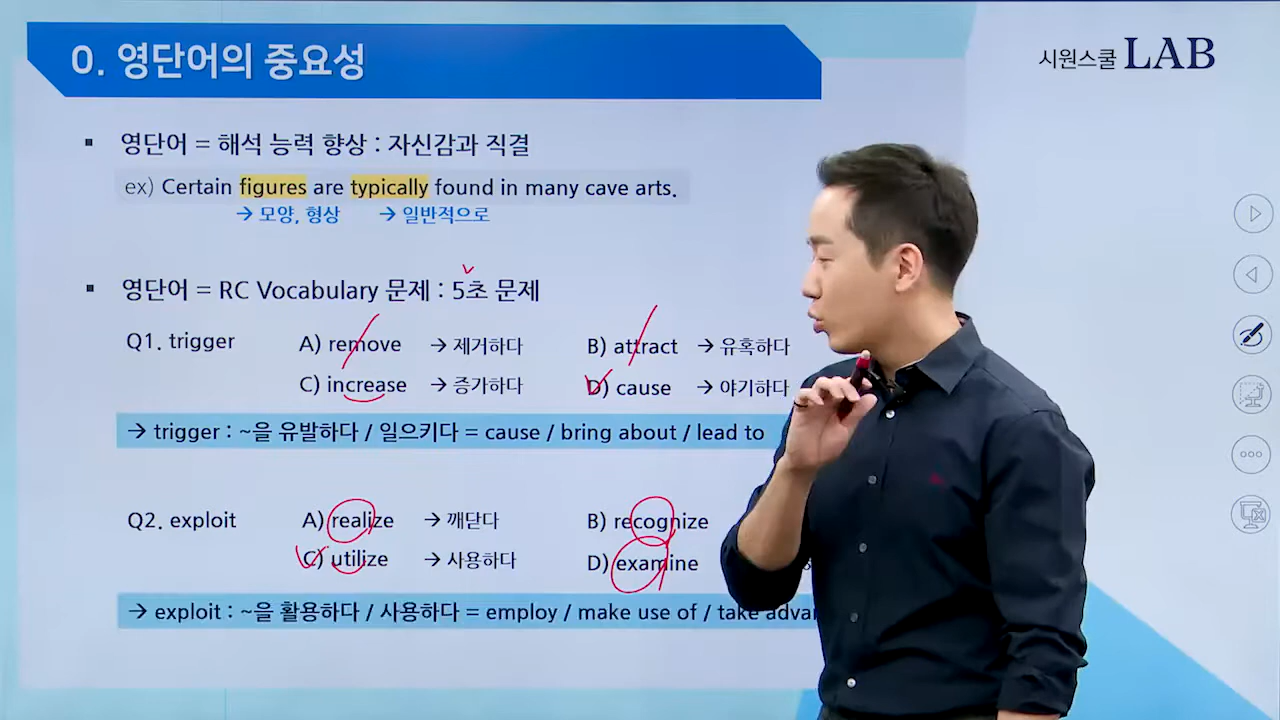 0. 영단어의 중요성
시원스쿨 LAB
영단어 = 해석 능력 향상 : 자신감과 직결
ex) Certain figures are typically found in many cave arts.
→ 모양, 형상 → 일반적으로
영단어 = RC Vocabulary 문제 : 5초 문제
Q1. trigger A) remove → 제거하다 B) attract → 유혹하다
C) increase → 증가하다 D) cause → 야기하다
→ trigger : ~을 유발하다 / 일으키다 = cause / bring about / lead to
Q2. exploit A) realize → 깨닫다 B) recognize
C) utilize → 사용하다 D) examine
→ exploit : ~을 활용하다 / 사용하다 = employ / make use of / take